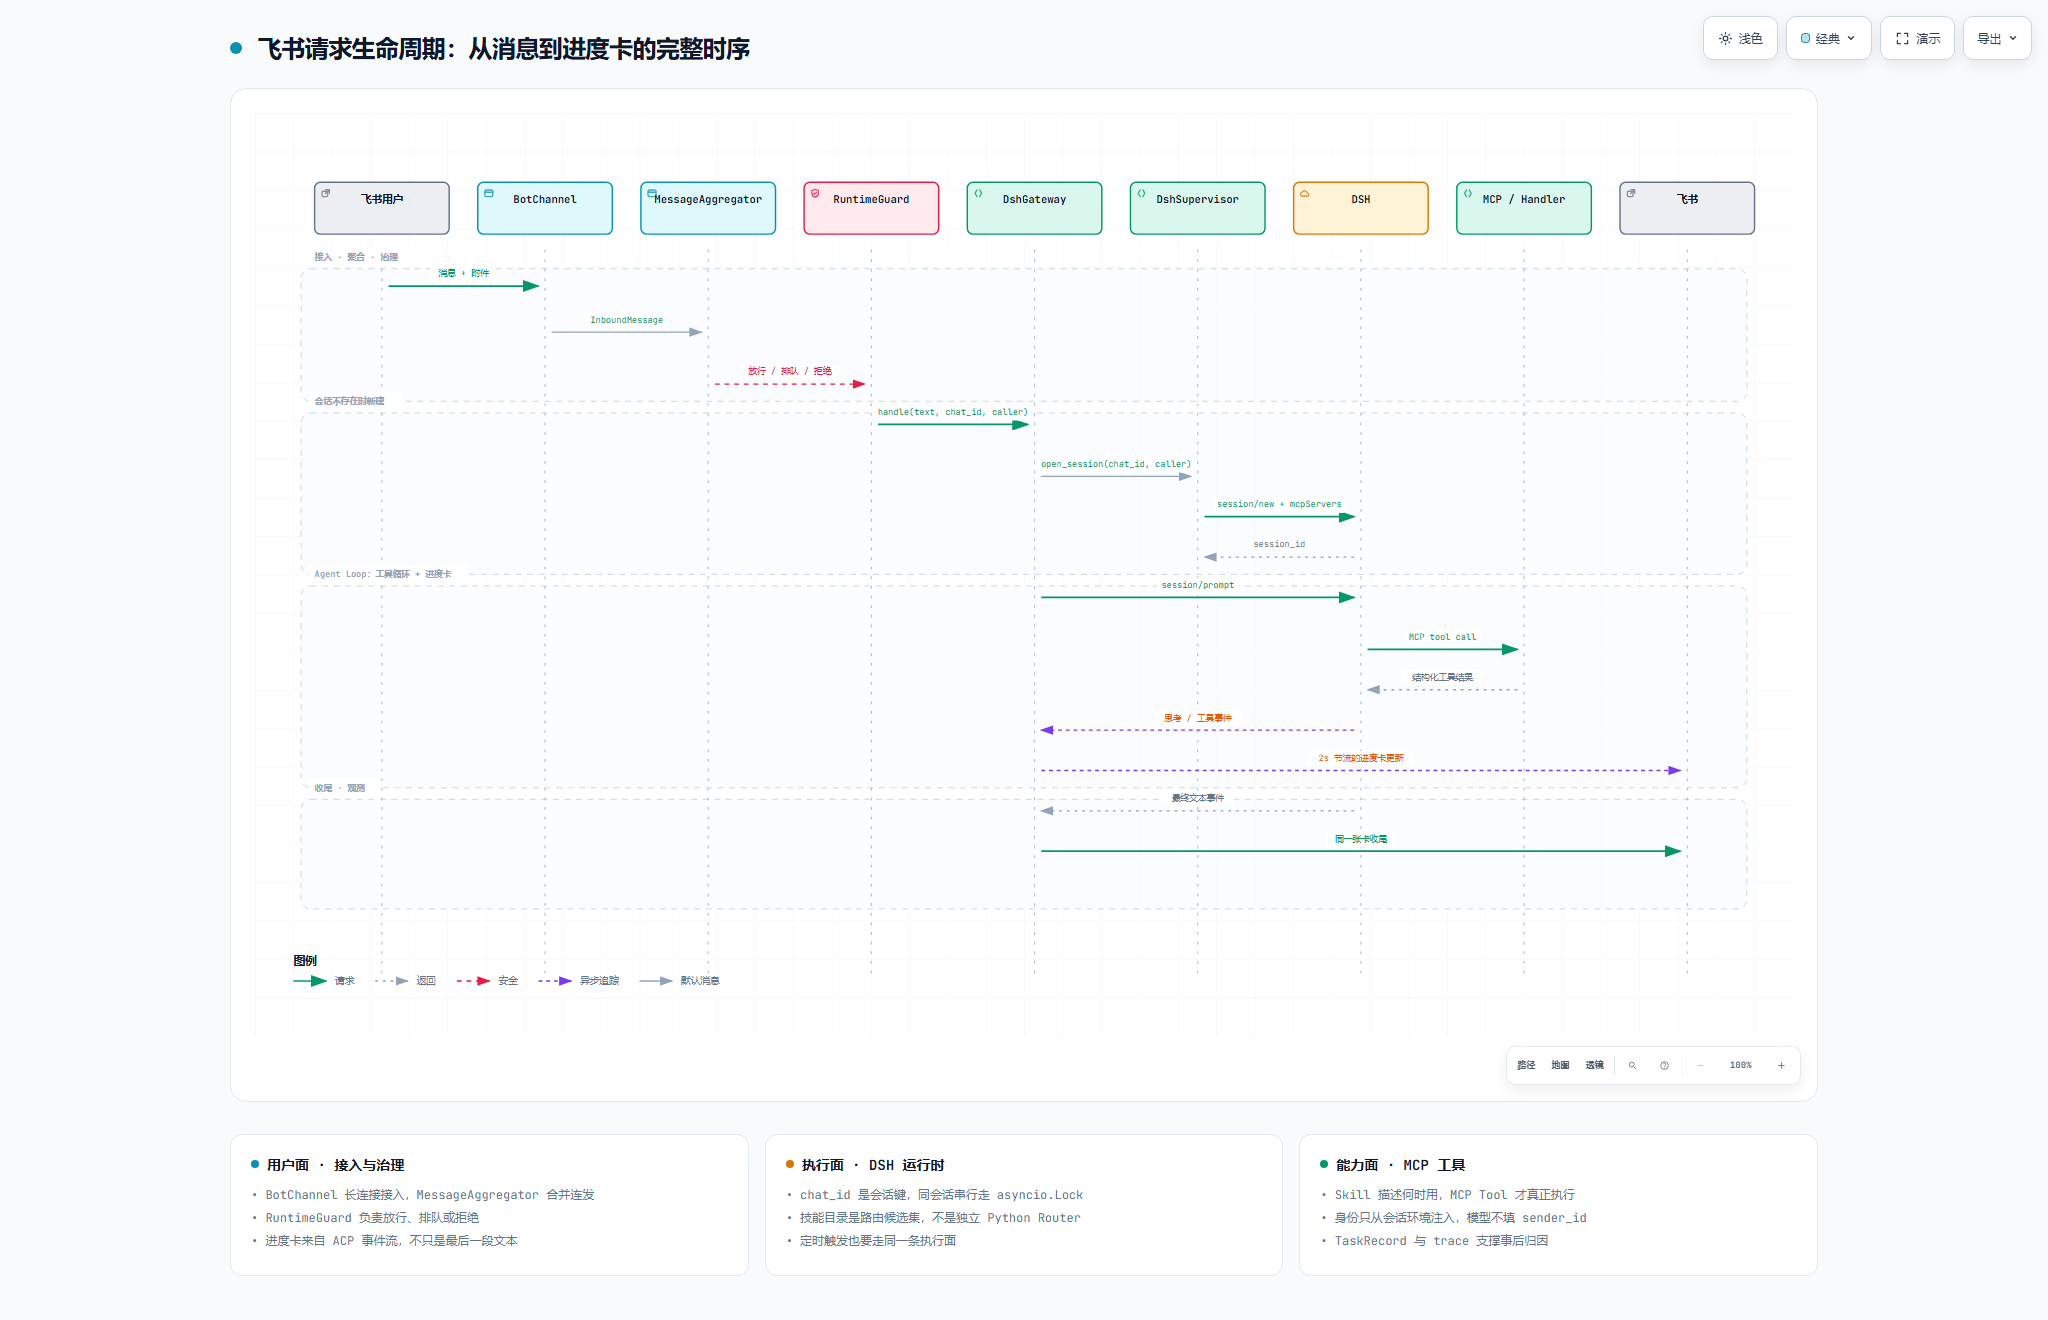 飞书请求生命周期：从消息到进度卡的完整时序
浅色
经典
演示
导出
飞书用户
BotChannel
MessageAggregator
RuntimeGuard
DshGateway
DshSupervisor
DSH
MCP / Handler
飞书
接入 · 聚合 · 治理
消息 + 附件
InboundMessage
放行 / 排队 / 拒绝
会话不存在时新建
handle(text, chat_id, caller)
open_session(chat_id, caller)
session/new + mcpServers
session_id
Agent Loop: 工具循环 + 进度卡
session/prompt
MCP tool call
结构化工具结果
思考 / 工具事件
2s 节流的进度卡更新
收尾 · 观测
最终文本事件
同一张卡收尾
图例
请求
返回
安全
异步追踪
默认消息
路径
地图
透镜
100%
用户面 · 接入与治理
• BotChannel 长连接接入，MessageAggregator 合并连发
• RuntimeGuard 负责放行、排队或拒绝
• 进度卡来自 ACP 事件流，不只是最后一段文本
执行面 · DSH 运行时
• chat_id 是会话键，同会话串行走 asyncio.Lock
• 技能目录是路由候选集，不是独立 Python Router
• 定时触发也要走同一条执行面
能力面 · MCP 工具
• Skill 描述何时用，MCP Tool 才真正执行
• 身份只从会话环境注入，模型不填 sender_id
• TaskRecord 与 trace 支撑事后归因